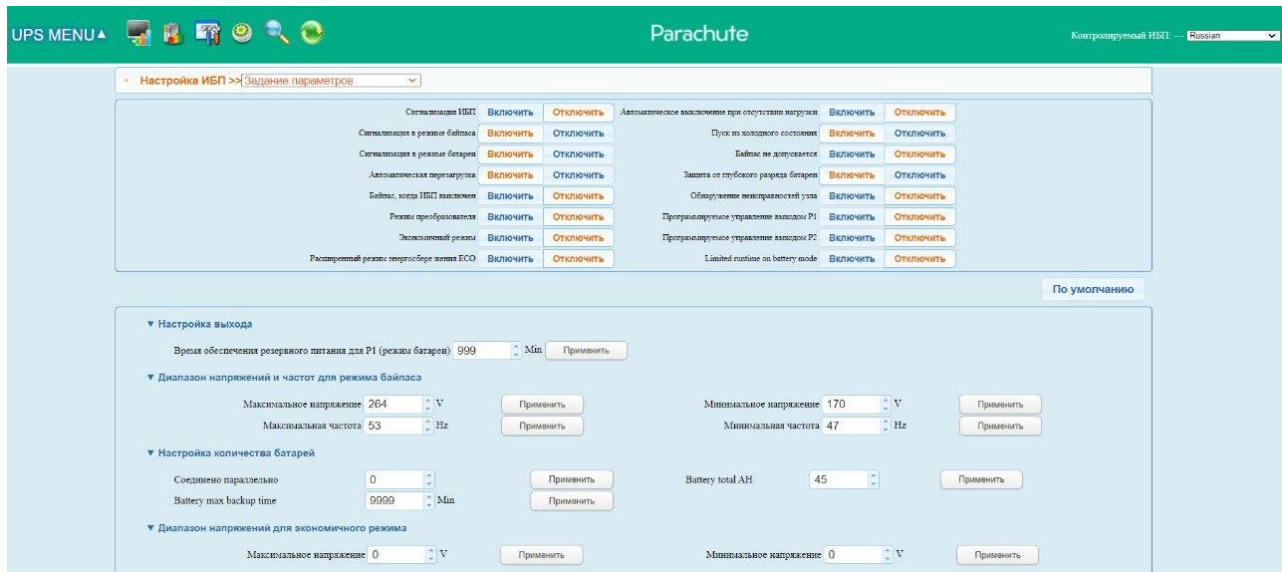 UPS MENU▲ Parachute Контролируемый ИБП: --- Russian
Настройка ИБП >> Задание параметров
Сигнализация ИБП Включить Отключить Автоматическое выключение при отсутствии нагрузки Включить Отключить
Сигнализация в режиме байпаса Включить Отключить Пуск из холодного состояния Включить Отключить
Сигнализация в режиме батареи Включить Отключить Байпас не допускается Включить Отключить
Автоматическая перезагрузка Включить Отключить Защита от глубокого разряда батареи Включить Отключить
Байпас, когда ИБП выключен Включить Отключить Обнаружение неисправностей узла Включить Отключить
Режим преобразователя Включить Отключить Программируемое управление выходом P1 Включить Отключить
Экономичный режим Включить Отключить Программируемое управление выходом P2 Включить Отключить
Расширенный режим энергосбере жения ECO Включить Отключить Limited runtime on battery mode Включить Отключить
По умолчанию
▼ Настройка выхода
Время обеспечения резервного питания для P1 (режим батареи) 999 Min Применить
▼ Диапазон напряжений и частот для режима байпаса
Максимальное напряжение 264 V Применить Минимальное напряжение 170 V Применить
Максимальная частота 53 Hz Применить Минимальная частота 47 Hz Применить
▼ Настройка количества батарей
Соединено параллельно 0 Применить Battery total AH 45 Применить
Battery max backup time 9999 Min Применить
▼ Диапазон напряжений для экономичного режима
Максимальное напряжение 0 V Применить Минимальное напряжение 0 V Применить